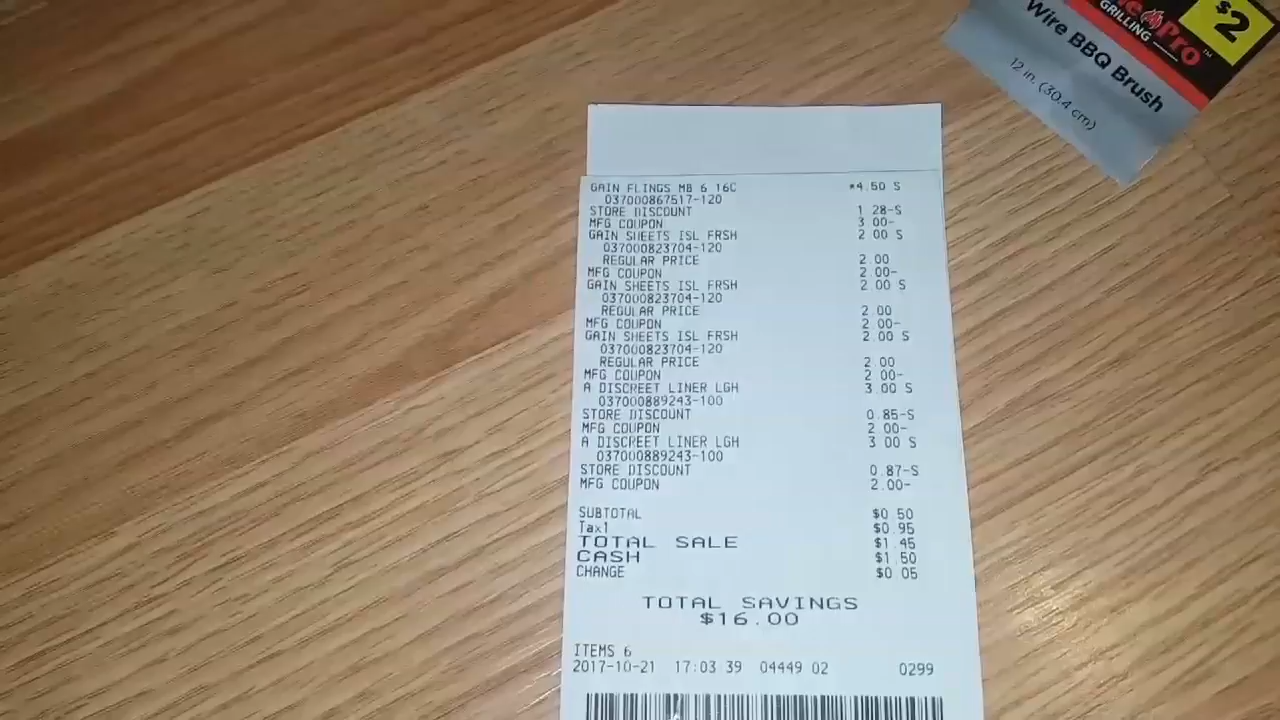 $2
GRILLING
Pro™
Wire BBQ Brush
12 in. (30.4 cm)
GAIN FLINGS MB 6 16C *4.50 S
037000867517-120
STORE DISCOUNT 1 28-S
MFG COUPON 3 00-
GAIN SHEETS ISL FRSH 2 00 S
037000823704-120
REGULAR PRICE 2.00
MFG COUPON 2.00-
GAIN SHEETS ISL FRSH 2 00 S
037000823704-120
REGULAR PRICE 2 00
MFG COUPON 2 00-
GAIN SHEETS ISL FRSH 2 00 S
037000823704-120
REGULAR PRICE 2 00
MFG COUPON 2 00-
A DISCREET LINER LGH 3 00 S
037000889243-100
STORE DISCOUNT 0 85-S
MFG COUPON 2 00-
A DISCREET LINER LGH 3 00 S
037000889243-100
STORE DISCOUNT 0 87-S
MFG COUPON 2.00-
SUBTOTAL $0 50
Tax1 $0 95
TOTAL SALE $1 45
CASH $1 50
CHANGE $0 05
TOTAL SAVINGS
$16.00
ITEMS 6
2017-10-21 17:03 39 04449 02 0299